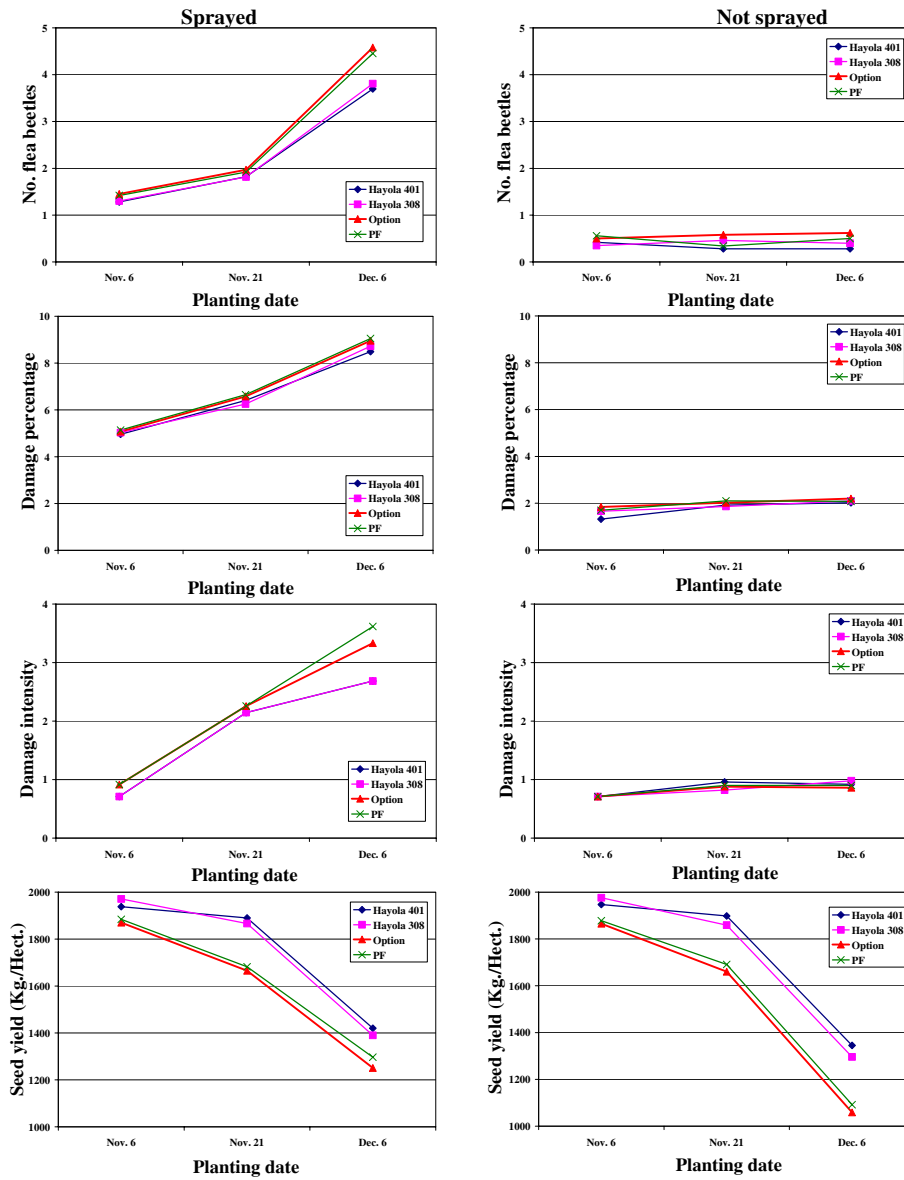 Sprayed
5
4
3
2
1
0
No. flea beetles
Hayola 401
Hayola 308
Option
PF
Nov. 6
Nov. 21
Dec. 6
Planting date
Not sprayed
5
4
3
2
1
0
No. flea beetles
Hayola 401
Hayola 308
Option
PF
Nov. 6
Nov. 21
Dec. 6
Planting date
10
8
6
4
2
0
Damage percentage
Hayola 401
Hayola 308
Option
PF
Nov. 6
Nov. 21
Dec. 6
Planting date
10
8
6
4
2
0
Damage percentage
Hayola 401
Hayola 308
Option
PF
Nov. 6
Nov. 21
Dec. 6
Planting date
4
3
2
1
0
Damage intensity
Hayola 401
Hayola 308
Option
PF
Nov. 6
Nov. 21
Dec. 6
Planting date
4
3
2
1
0
Damage intensity
Hayola 401
Hayola 308
Option
PF
Nov. 6
Nov. 21
Dec. 6
Planting date
2000
1800
1600
1400
1200
1000
Seed yield (Kg./Hect.)
Hayola 401
Hayola 308
Option
PF
Nov. 6
Nov. 21
Dec. 6
Planting date
2000
1800
1600
1400
1200
1000
Seed yield (Kg./Hect.)
Hayola 401
Hayola 308
Option
PF
Nov. 6
Nov. 21
Dec. 6
Planting date